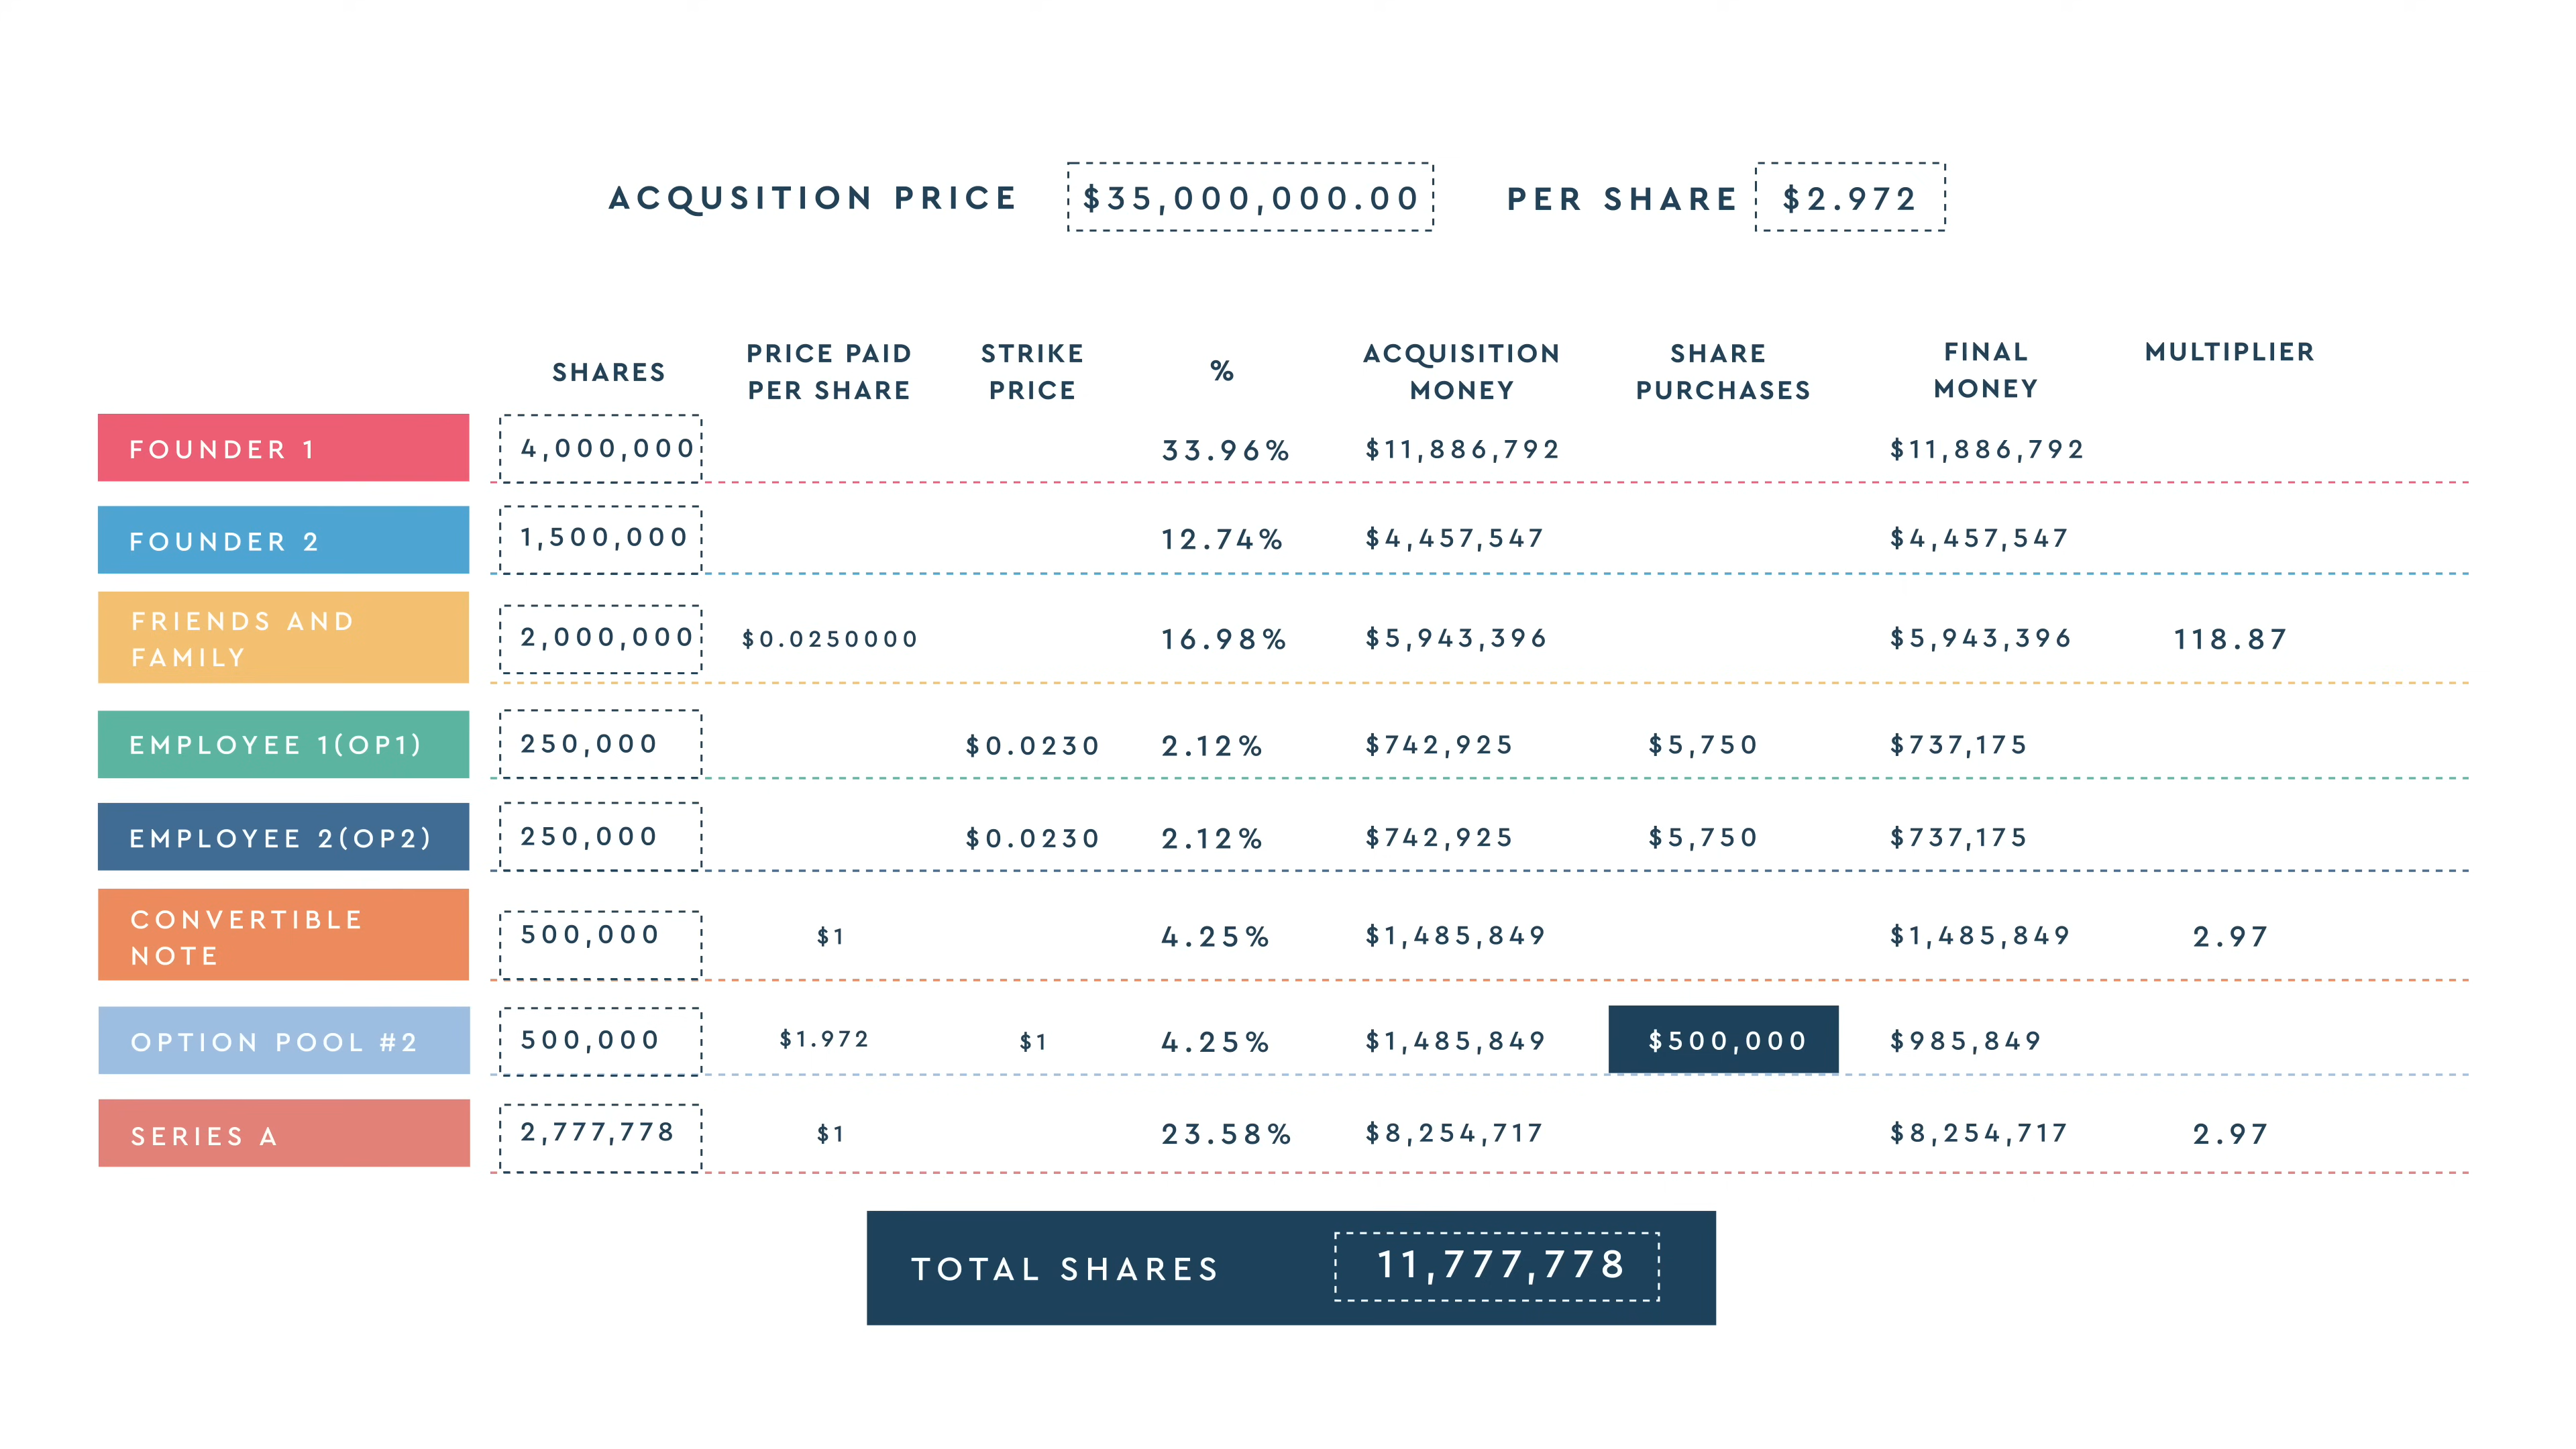 ACQUSITION PRICE $35,000,000.00 PER SHARE $2.972
SHARES PRICE PAID PER SHARE STRIKE PRICE % ACQUISITION MONEY SHARE PURCHASES FINAL MONEY MULTIPLIER
FOUNDER 1 4,000,000 33.96% $11,886,792 $11,886,792
FOUNDER 2 1,500,000 12.74% $4,457,547 $4,457,547
FRIENDS AND FAMILY 2,000,000 $0.0250000 16.98% $5,943,396 $5,943,396 118.87
EMPLOYEE 1(OP1) 250,000 $0.0230 2.12% $742,925 $5,750 $737,175
EMPLOYEE 2(OP2) 250,000 $0.0230 2.12% $742,925 $5,750 $737,175
CONVERTIBLE NOTE 500,000 $1 4.25% $1,485,849 $1,485,849 2.97
OPTION POOL #2 500,000 $1.972 $1 4.25% $1,485,849 $500,000 $985,849
SERIES A 2,777,778 $1 23.58% $8,254,717 $8,254,717 2.97
TOTAL SHARES 11,777,778